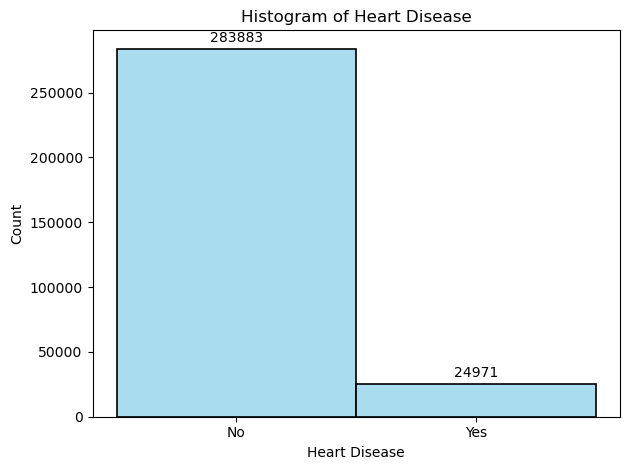 Histogram of Heart Disease
283883
250000
200000
150000
100000
50000
0
24971
No
Yes
Count
Heart Disease